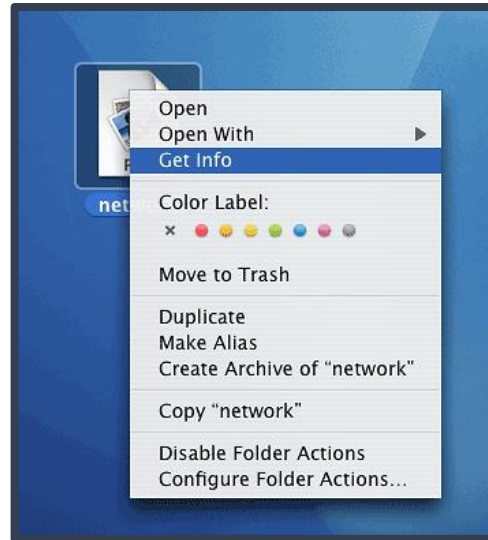 Open
Open With
Get Info
Color Label:
Move to Trash
Duplicate
Make Alias
Create Archive of “network”
Copy “network”
Disable Folder Actions
Configure Folder Actions...